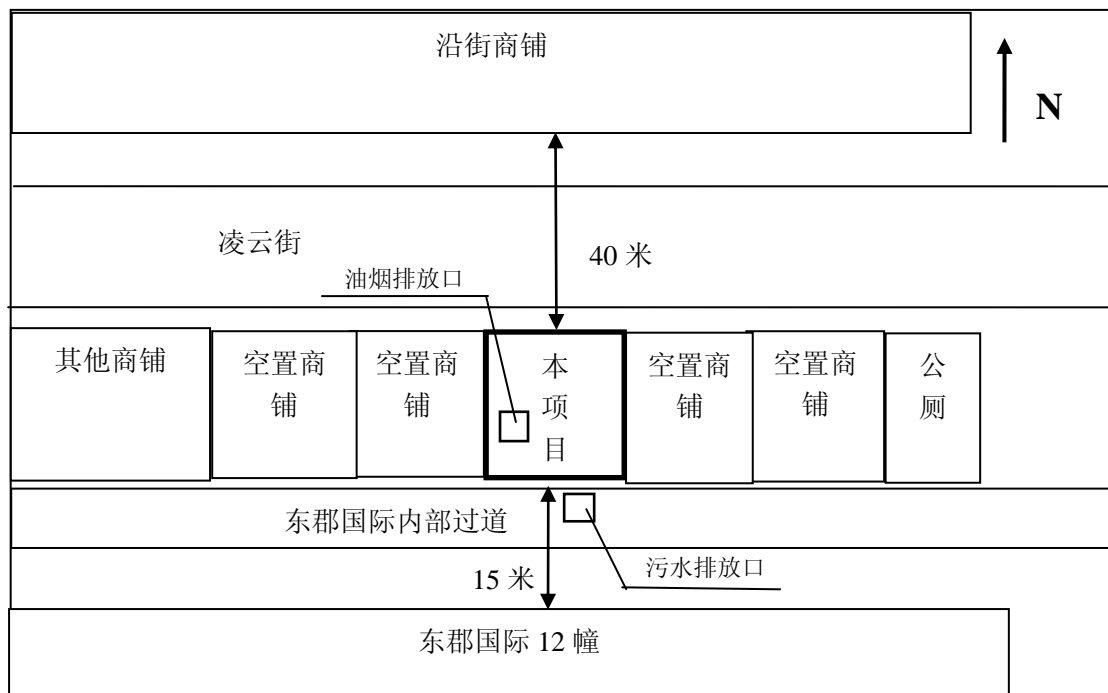 沿街商铺
N
凌云街
油烟排放口
40 米
其他商铺
空置商
铺
空置商
铺
本
项
目
空置商
铺
空置商
铺
公
厕
东郡国际内部过道
15 米
污水排放口
东郡国际 12 幢